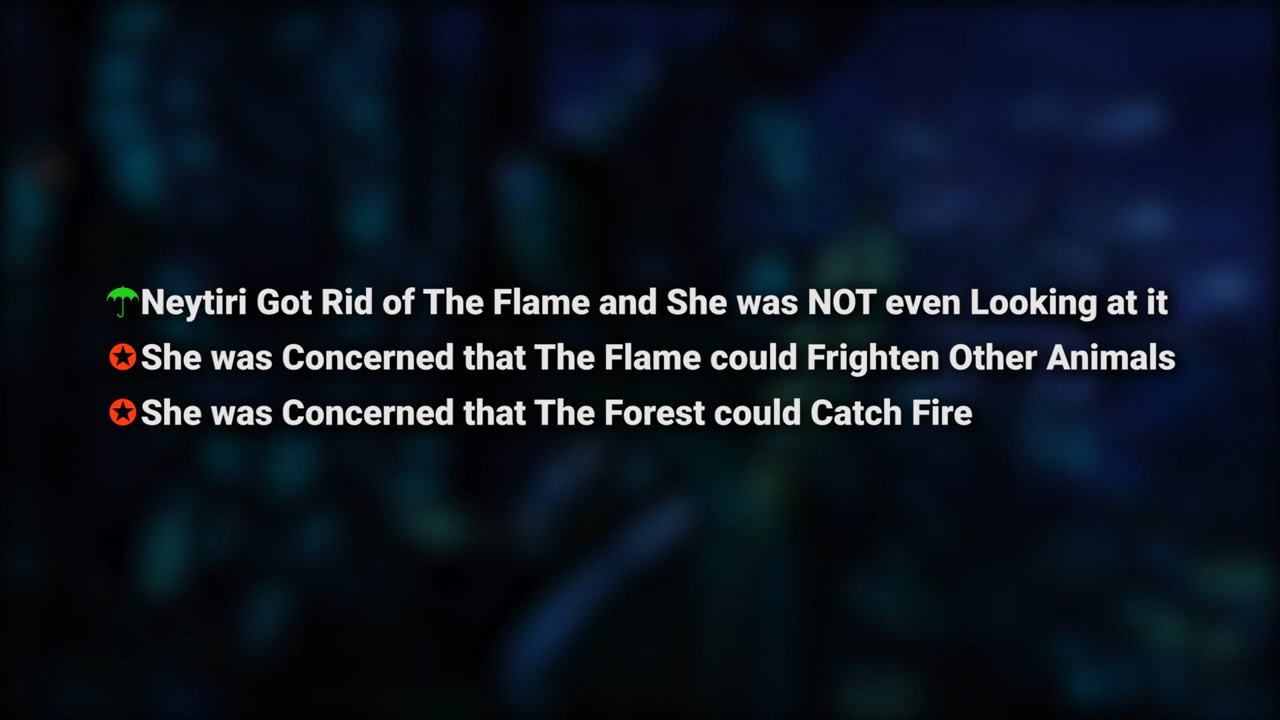 Neytiri Got Rid of The Flame and She was NOT even Looking at it
She was Concerned that The Flame could Frighten Other Animals
She was Concerned that The Forest could Catch Fire